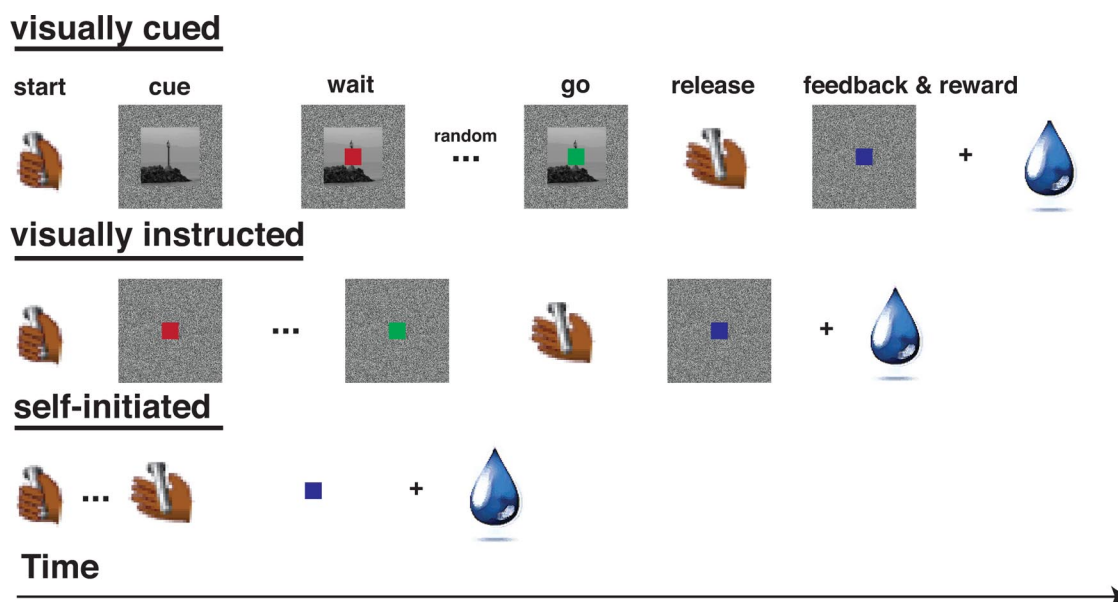 visually cued
start cue wait go release feedback & reward
random
...
+
visually instructed
...
+
self-initiated
...
+
Time